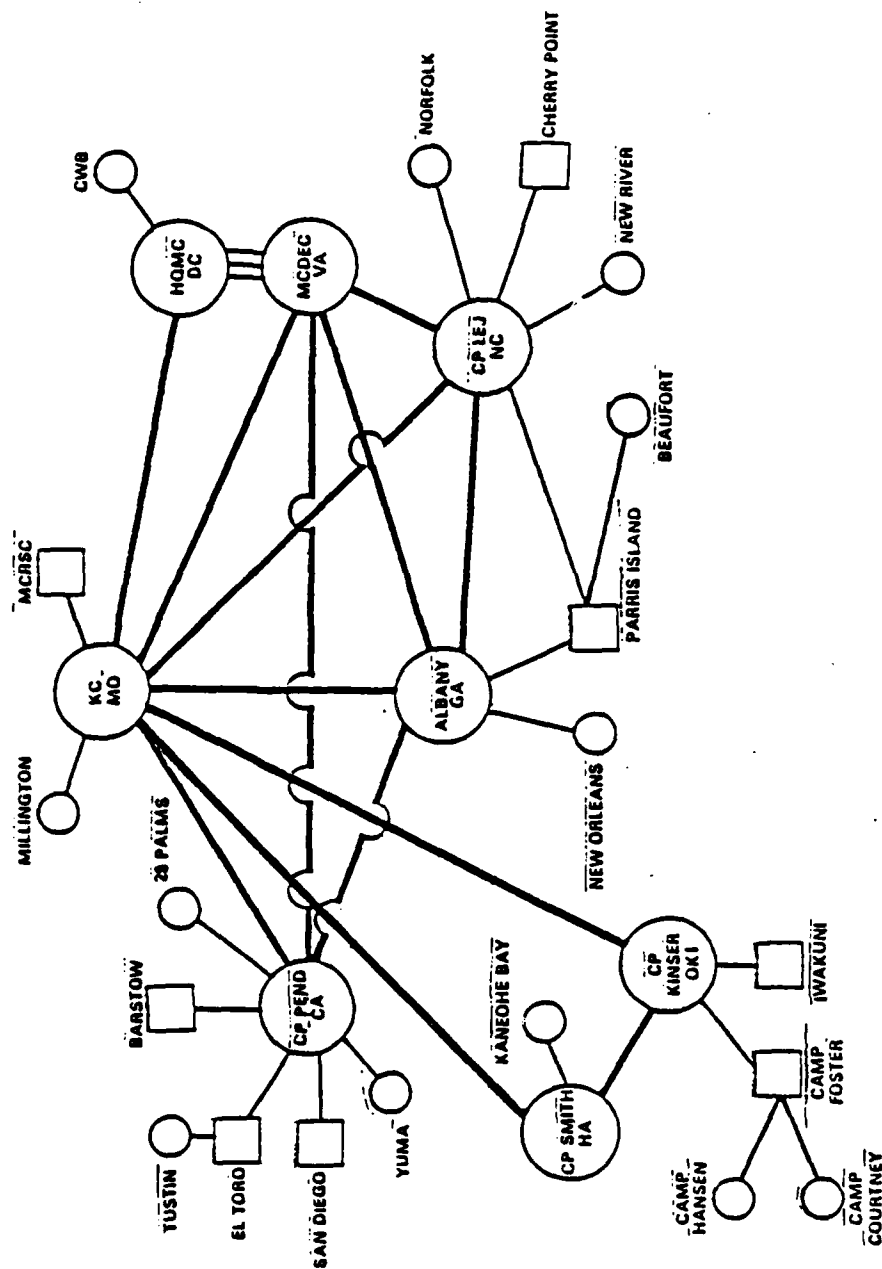 TUSTIN
EL TORO
SAN DIEGO
BARSTOW
29 PALMS
CP PEND
CA
YUMA
MILLINGTON
KC
MO
MCRSC
CWB
HQMC
DC
MCDEC
VA
NORFOLK
CHERRY POINT
NEW RIVER
CP LEJ
NC
BEAUFORT
PARRIS ISLAND
ALBANY
GA
NEW ORLEANS
KANEOHE BAY
CP SMITH
HA
CP
KINSER
OKI
IWAKUNI
CAMP
FOSTER
CAMP
HANSEN
CAMP
COURTNEY